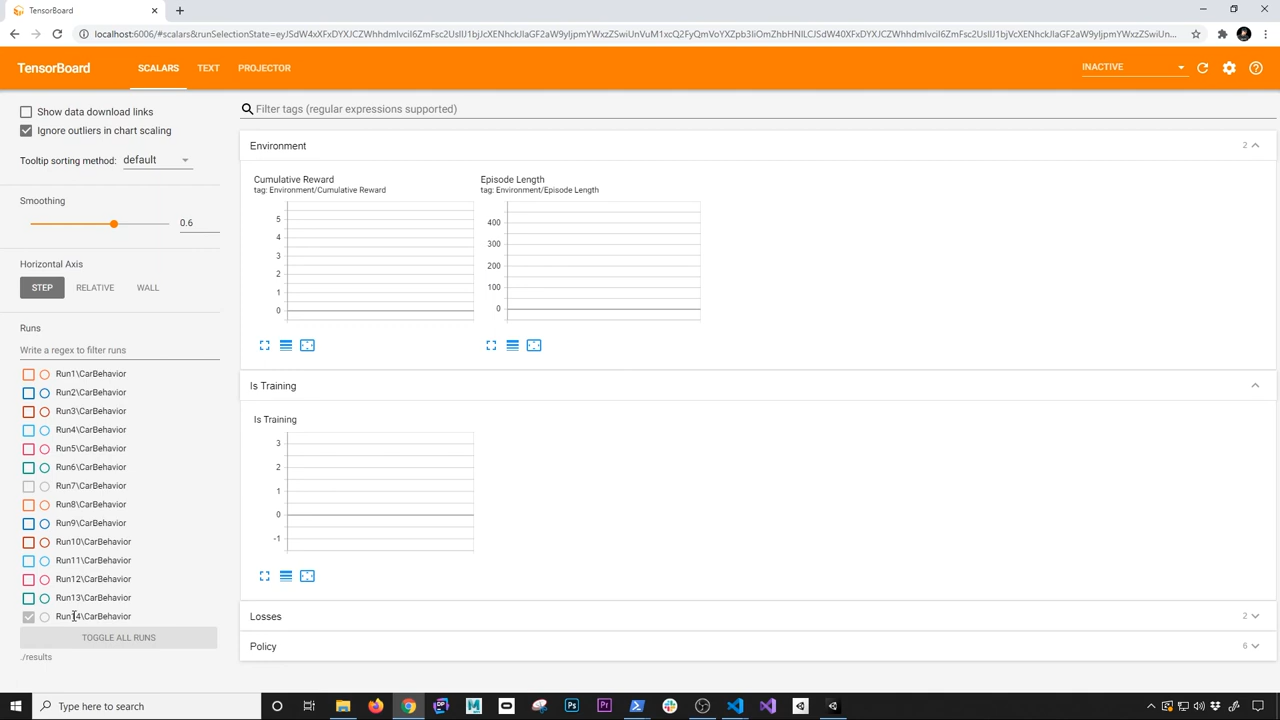 TensorBoard
localhost:6006/#scalars&runSelectionState=
TensorBoard
SCALARS
TEXT
PROJECTOR
INACTIVE
Show data download links
Ignore outliers in chart scaling
Tooltip sorting method: default
Smoothing
0.6
Horizontal Axis
STEP
RELATIVE
WALL
Runs
Write a regex to filter runs
Run1\CarBehavior
Run2\CarBehavior
Run3\CarBehavior
Run4\CarBehavior
Run5\CarBehavior
Run6\CarBehavior
Run7\CarBehavior
Run8\CarBehavior
Run9\CarBehavior
Run10\CarBehavior
Run11\CarBehavior
Run12\CarBehavior
Run13\CarBehavior
Run14\CarBehavior
TOGGLE ALL RUNS
./results
Filter tags (regular expressions supported)
Environment
2
Cumulative Reward
tag: Environment/Cumulative Reward
5
4
3
2
1
0
Episode Length
tag: Environment/Episode Length
400
300
200
100
0
Is Training
Is Training
3
2
1
0
-1
Losses
2
Policy
6
Type here to search